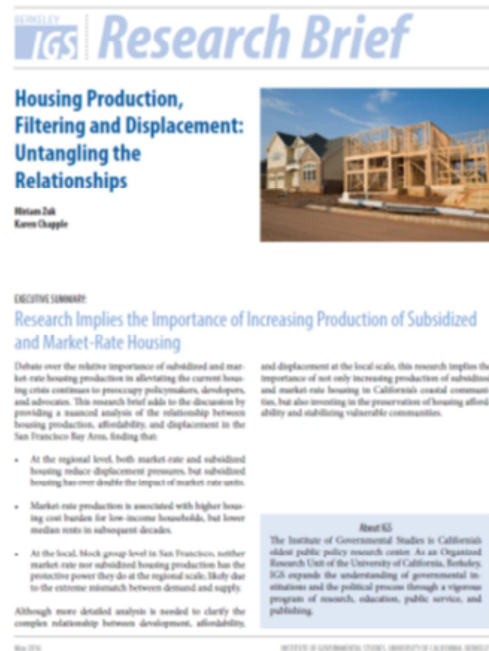 BERKELEY
IGS Research Brief
Housing Production,
Filtering and Displacement:
Untangling the
Relationships
Miriam Zuk
Karen Chapple
EXECUTIVE SUMMARY:
Research Implies the Importance of Increasing Production of Subsidized
and Market-Rate Housing
Debate over the relative importance of subsidized and mar-
ket-rate housing production in alleviating the current hous-
ing crisis continues to preoccupy policymakers, developers,
and advocates. This research brief adds to the discussion by
providing a nuanced analysis of the relationship between
housing production, affordability, and displacement in the
San Francisco Bay Area, finding that:
• At the regional level, both market-rate and subsidized
housing reduce displacement pressures, but subsidized
housing has over double the impact of market-rate units.
• Market-rate production is associated with higher hous-
ing cost burden for low-income households, but lower
median rents in subsequent decades.
• At the local, block group level in San Francisco, neither
market-rate nor subsidized housing production has the
protective power they do at the regional scale, likely due
to the extreme mismatch between demand and supply.
Although more detailed analysis is needed to clarify the
complex relationship between development, affordability,
and displacement at the local scale, this research implies the
importance of not only increasing production of subsidized
and market-rate housing in California's coastal communi-
ties, but also investing in the preservation of housing afford-
ability and stabilizing vulnerable communities.
About IGS
The Institute of Governmental Studies is California's
oldest public policy research center. As an Organized
Research Unit of the University of California, Berkeley,
IGS expands the understanding of governmental in-
stitutions and the political process through a vigorous
program of research, education, public service, and
publishing.
May 2016
INSTITUTE OF GOVERNMENTAL STUDIES, UNIVERSITY OF CALIFORNIA, BERKELEY